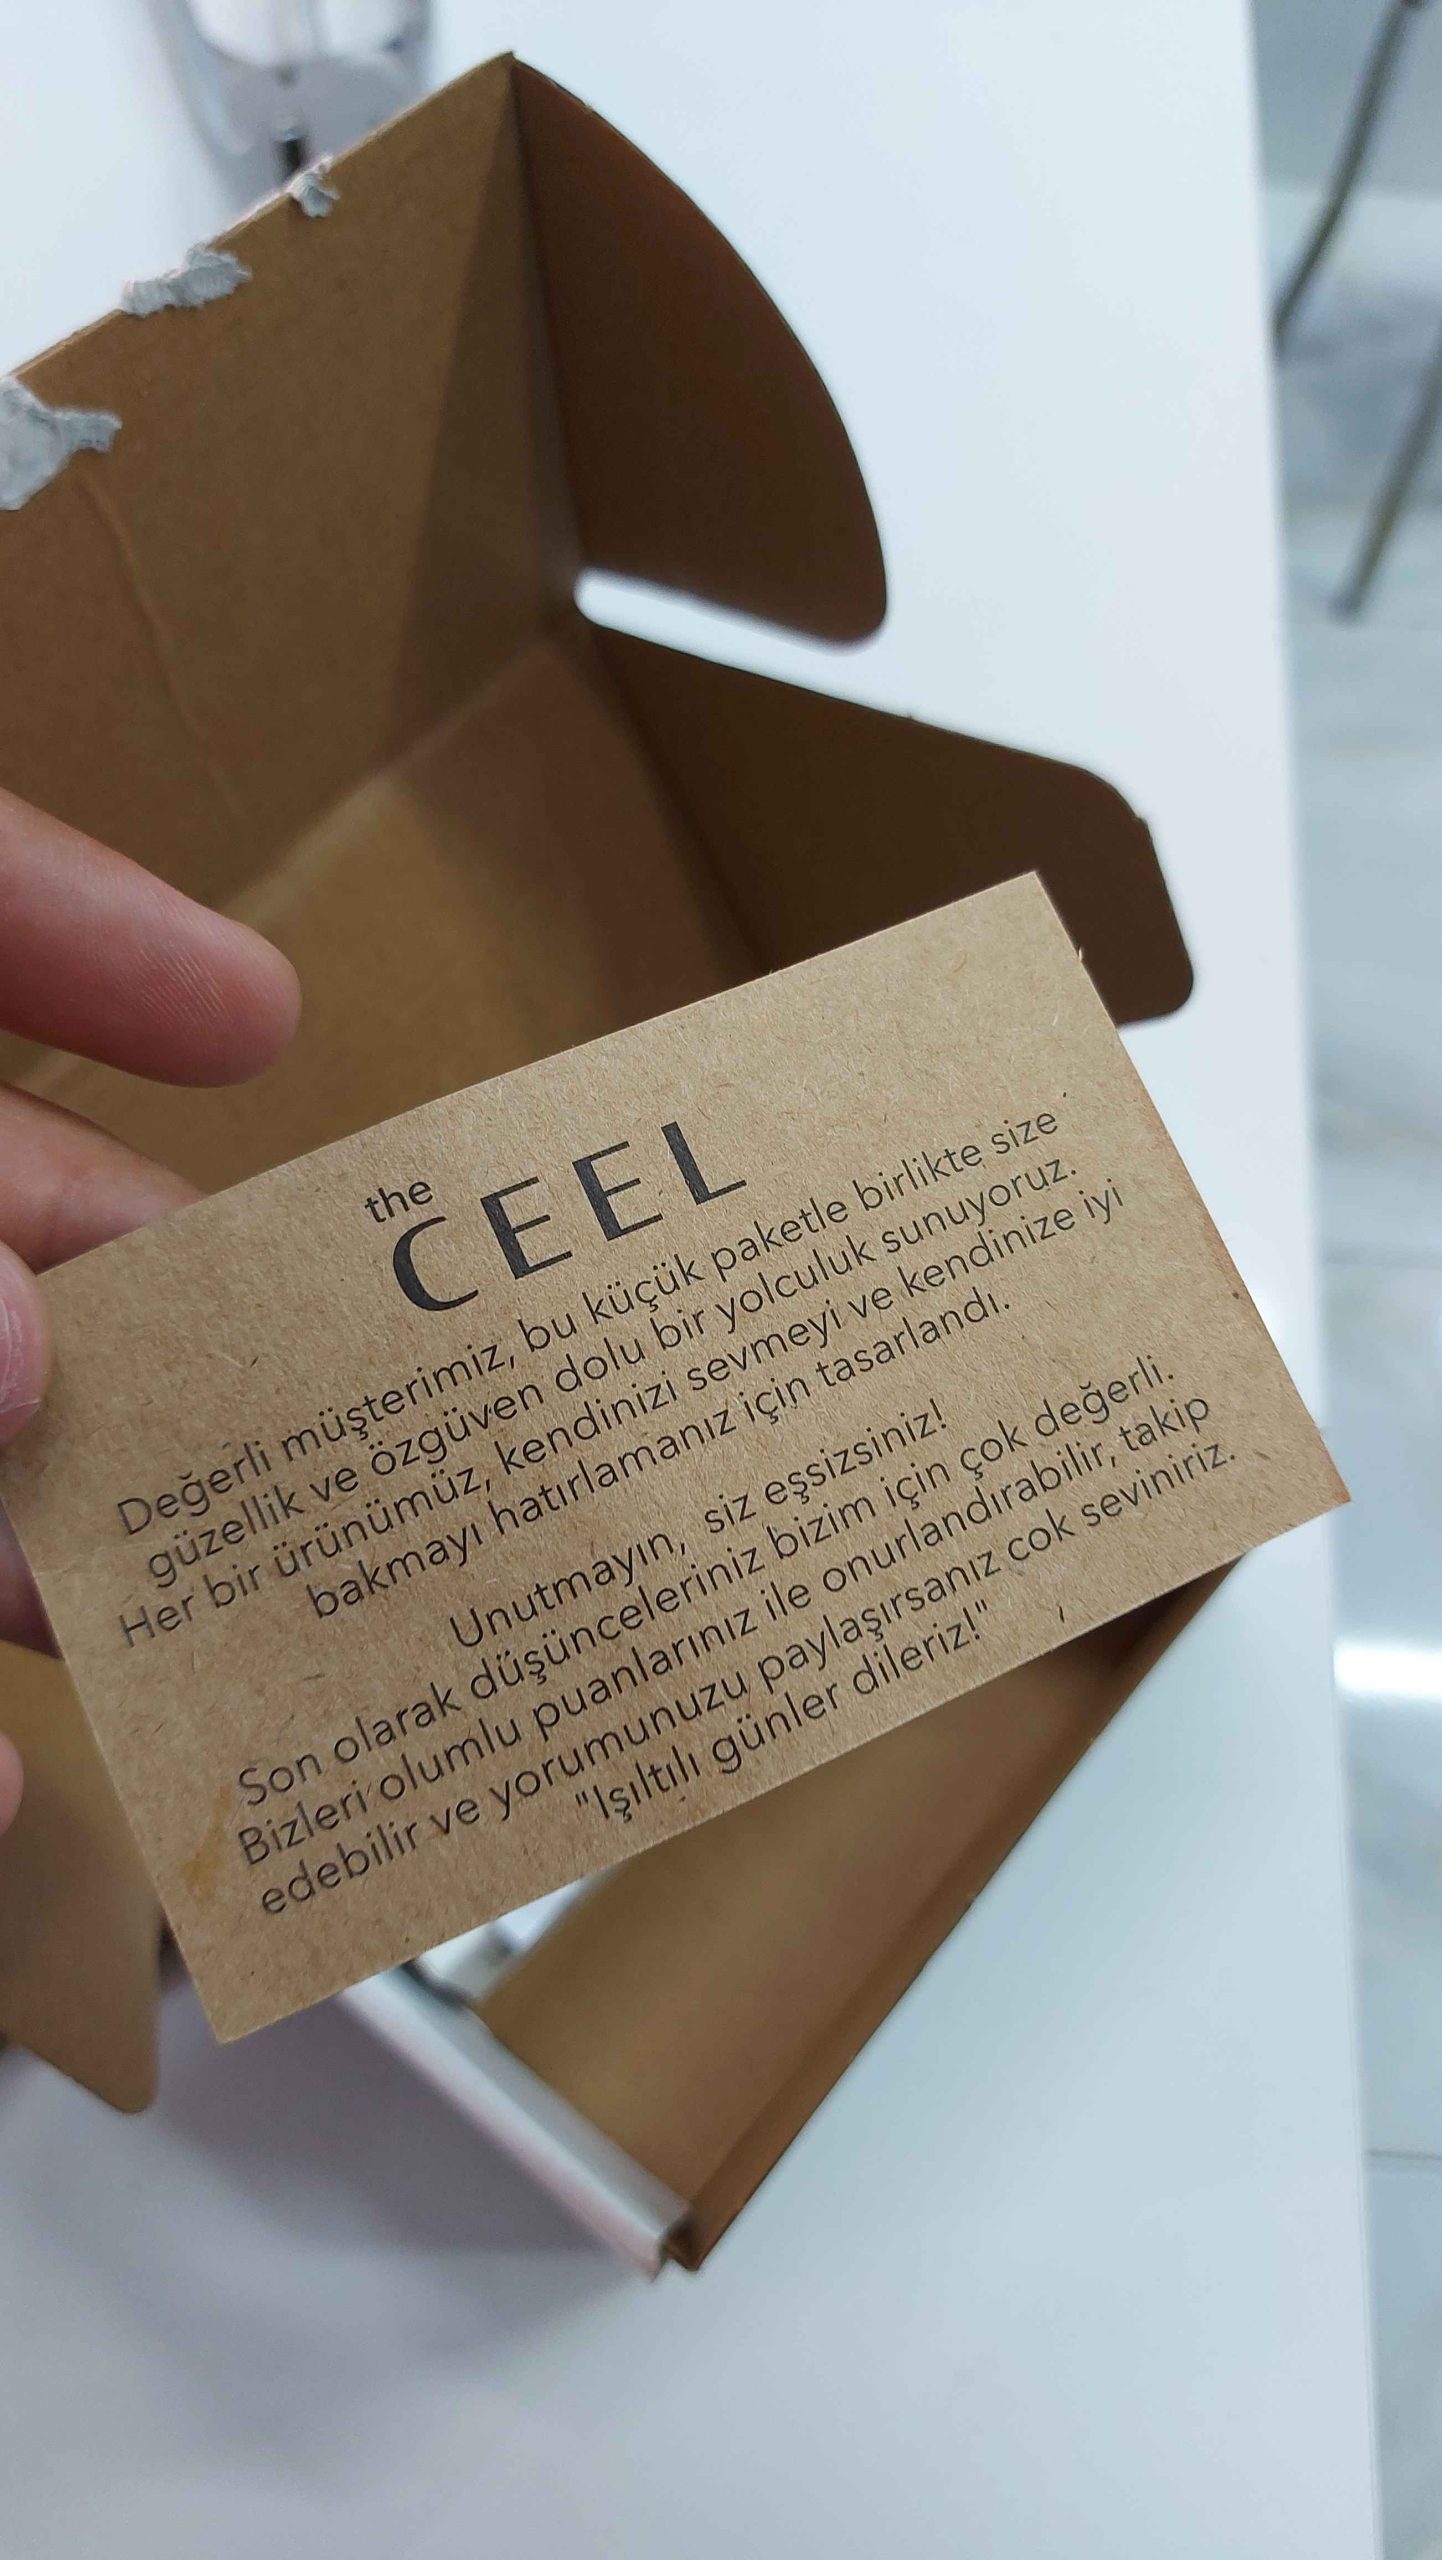 the
CEEL
Değerli müşterimiz, bu küçük paketle birlikte size
güzellik ve özgüven dolu bir yolculuk sunuyoruz.
Her bir ürünümüz, kendinizi sevmeyi ve kendinize iyi
bakmayı hatırlamanız için tasarlandı.
Unutmayın, siz eşsizsiniz!
Son olarak düşünceleriniz bizim için çok değerli.
Bizleri olumlu puanlarınız ile onurlandırabilir, takip
edebilir ve yorumunuzu paylaşırsanız cok seviniriz.
"Işıltılı günler dileriz!"